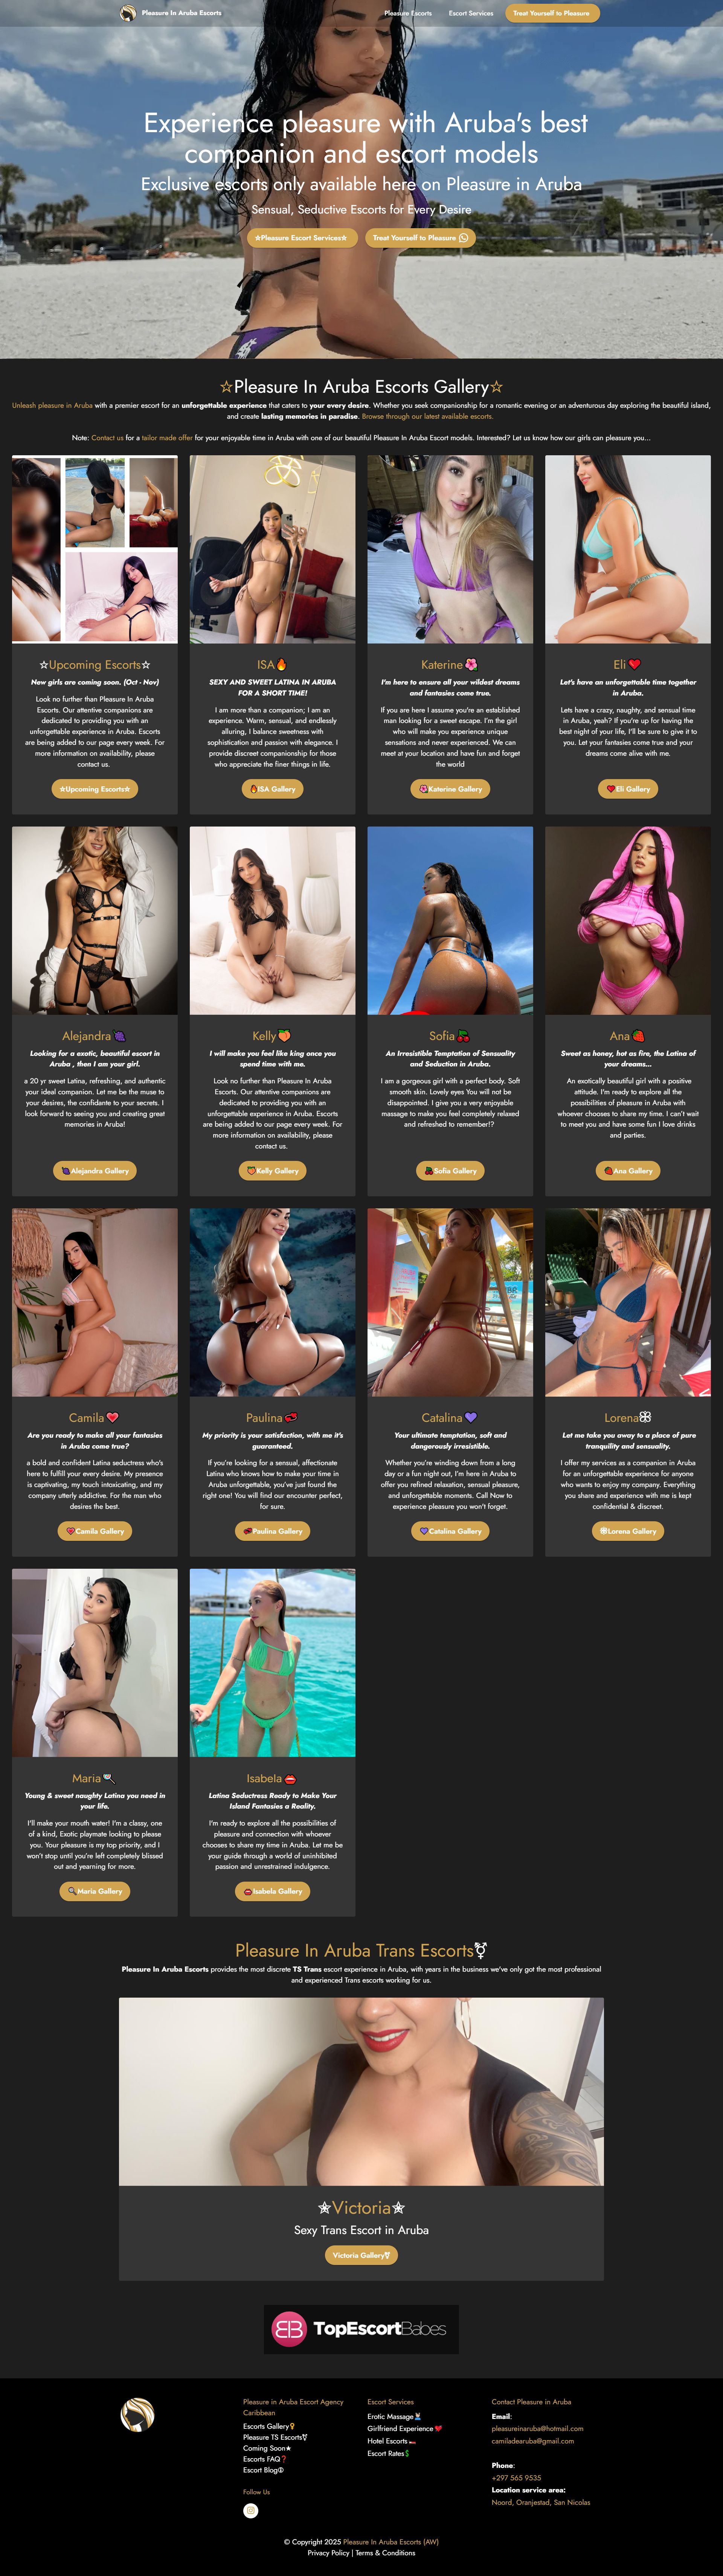 Pleasure In Aruba Escorts
Pleasure Escorts
Escort Services
Treat Yourself to Pleasure
Experience pleasure with Aruba's best
companion and escort models
Exclusive escorts only available here on Pleasure in Aruba
Sensual, Seductive Escorts for Every Desire
☆Pleasure Escort Services☆
Treat Yourself to Pleasure
☆Pleasure In Aruba Escorts Gallery☆
Unleash pleasure in Aruba with a premier escort for an unforgettable experience that caters to your every desire. Whether you seek companionship for a romantic evening or an adventurous day exploring the beautiful island,
and create lasting memories in paradise. Browse through our latest available escorts.
Note: Contact us for a tailor made offer for your enjoyable time in Aruba with one of our beautiful Pleasure In Aruba Escort models. Interested? Let us know how our girls can pleasure you...
☆Upcoming Escorts☆
New girls are coming soon. (Oct - Nov)
Look no further than Pleasure In Aruba
Escorts. Our attentive companions are
dedicated to providing you with an
unforgettable experience in Aruba. Escorts
are being added to our page every week. For
more information on availability, please
contact us.
☆Upcoming Escorts☆
ISA🔥
SEXY AND SWEET LATINA IN ARUBA
FOR A SHORT TIME!
I am more than a companion; I am an
experience. Warm, sensual, and endlessly
alluring, I balance sweetness with
sophistication and passion with elegance. I
provide discreet companionship for those
who appreciate the finer things in life.
🔥ISA Gallery
Katerine🌺
I'm here to ensure all your wildest dreams
and fantasies come true.
If you are here I assume you're an established
man looking for a sweet escape. I'm the girl
who will make you experience unique
sensations and never experienced. We can
meet at your location and have fun and forget
the world
🌺Katerine Gallery
Eli❤️
Let's have an unforgettable time together
in Aruba.
Lets have a crazy, naughty, and sensual time
in Aruba, yeah? If you're up for having the
best night of your life, I'll be sure to give it to
you. Let your fantasies come true and your
dreams come alive with me.
❤️Eli Gallery
Alejandra🍇
Looking for a exotic, beautiful escort in
Aruba , then I am your girl.
a 20 yr sweet Latina, refreshing, and authentic
your ideal companion. Let me be the muse to
your desires, the confidante to your secrets. I
look forward to seeing you and creating great
memories in Aruba!
🍇Alejandra Gallery
Kelly🍑
I will make you feel like king once you
spend time with me.
Look no further than Pleasure In Aruba
Escorts. Our attentive companions are
dedicated to providing you with an
unforgettable experience in Aruba. Escorts
are being added to our page every week. For
more information on availability, please
contact us.
🍑Kelly Gallery
Sofia🍒
An Irresistible Temptation of Sensuality
and Seduction in Aruba.
I am a gorgeous girl with a perfect body. Soft
smooth skin. Lovely eyes You will not be
disappointed. I give you a very enjoyable
massage to make you feel completely relaxed
and refreshed to remember!?
🍒Sofia Gallery
Ana🍓
Sweet as honey, hot as fire, the Latina of
your dreams...
An exotically beautiful girl with a positive
attitude. I'm ready to explore all the
possibilities of pleasure in Aruba with
whoever chooses to share my time. I can't wait
to meet you and have some fun I love drinks
and parties.
🍓Ana Gallery
Camila💖
Are you ready to make all your fantasies
in Aruba come true?
a bold and confident Latina seductress who's
here to fulfill your every desire. My presence
is captivating, my touch intoxicating, and my
company utterly addictive. For the man who
desires the best.
💖Camila Gallery
Paulina💋
My priority is your satisfaction, with me it's
guaranteed.
If you're looking for a sensual, affectionate
Latina who knows how to make your time in
Aruba unforgettable, you've just found the
right one! You will find our encounter perfect,
for sure.
💋Paulina Gallery
Catalina💜
Your ultimate temptation, soft and
dangerously irresistible.
Whether you're winding down from a long
day or a fun night out, I'm here in Aruba to
offer you refined relaxation, sensual pleasure,
and unforgettable moments. Call Now to
experience pleasure you won't forget.
💜Catalina Gallery
Lorena
Let me take you away to a place of pure
tranquility and sensuality.
I offer my services as a companion in Aruba
for an unforgettable experience for anyone
who wants to enjoy my company. Everything
you share and experience with me is kept
confidential & discreet.
Lorena Gallery
Maria🍭
Young & sweet naughty Latina you need in
your life.
I'll make your mouth water! I'm a classy, one
of a kind, Exotic playmate looking to please
you. Your pleasure is my top priority, and I
won't stop until you're left completely blissed
out and yearning for more.
🍭Maria Gallery
Isabela👄
Latina Seductress Ready to Make Your
Island Fantasies a Reality.
I'm ready to explore all the possibilities of
pleasure and connection with whoever
chooses to share my time in Aruba. Let me be
your guide through a world of uninhibited
passion and unrestrained indulgence.
👄Isabela Gallery
Pleasure In Aruba Trans Escorts⚧
Pleasure In Aruba Escorts provides the most discrete TS Trans escort experience in Aruba, with years in the business we've only got the most professional
and experienced Trans escorts working for us.
✯Victoria✯
Sexy Trans Escort in Aruba
Victoria Gallery⚧
TopEscortBabes
Pleasure in Aruba Escort Agency
Caribbean
Escorts Gallery
Pleasure TS Escorts⚧
Coming Soon★
Escorts FAQ❓
Escort Blog
Follow Us
Escort Services
Erotic Massage
Girlfriend Experience
Hotel Escorts
Escort Rates
Contact Pleasure in Aruba
Email:
pleasureinaruba@hotmail.com
camiladearuba@gmail.com
Phone:
+297 565 9535
Location service area:
Noord, Oranjestad, San Nicolas
© Copyright 2025 Pleasure In Aruba Escorts (AW)
Privacy Policy | Terms & Conditions